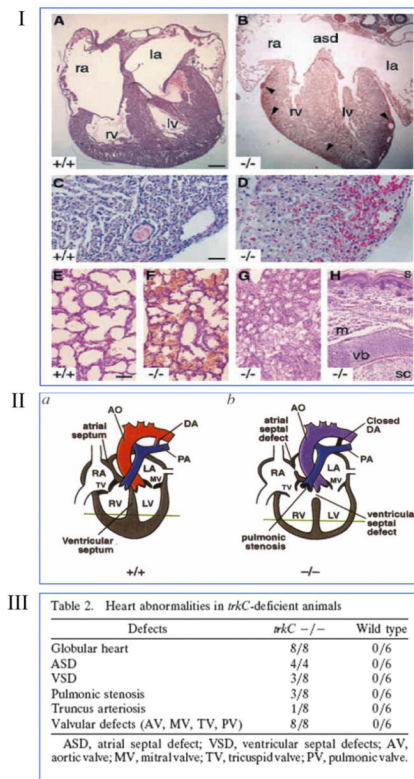 I
A
ra
la
rv
lv
+/+
B
asd
ra
la
rv
lv
-/-
C
+/+
D
-/-
E
+/+
F
-/-
G
-/-
H
s
m
vb
-/-
sc
II
a
AO
DA
atrial
septum
PA
RA
LA
TV
MV
RV
LV
Ventricular
septum
+/+
b
AO
Closed
DA
atrial
septal
defect
PA
RA
LA
TV
MV
RV
LV
pulmonic
stenosis
ventricular
septal
defect
−/−
III
Table 2. Heart abnormalities in trkC-deficient animals
Defects trkC −/− Wild type
Globular heart 8/8 0/6
ASD 4/4 0/6
VSD 3/8 0/6
Pulmonic stenosis 3/8 0/6
Truncus arteriosis 1/8 0/6
Valvular defects (AV, MV, TV, PV) 8/8 0/6
ASD, atrial septal defect; VSD, ventricular septal defects; AV,
aortic valve; MV, mitral valve; TV, tricuspid valve; PV, pulmonic valve.